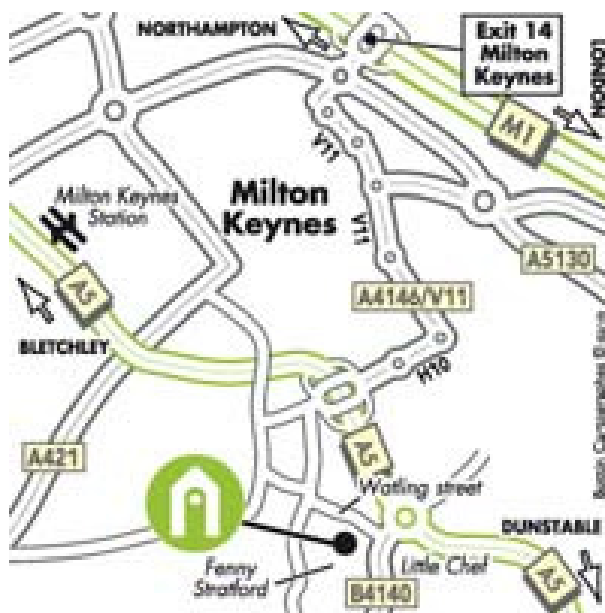 NORTHAMPTON
Exit 14
Milton
Keynes
LONDON
M1
V11
Milton Keynes
Station
Milton
Keynes
V11
A5130
A5
A4146/V11
BLETCHLEY
H10
A421
A5
Watling street
DUNSTABLE
Fenny
Stratford
Little Chef
A5
B4140